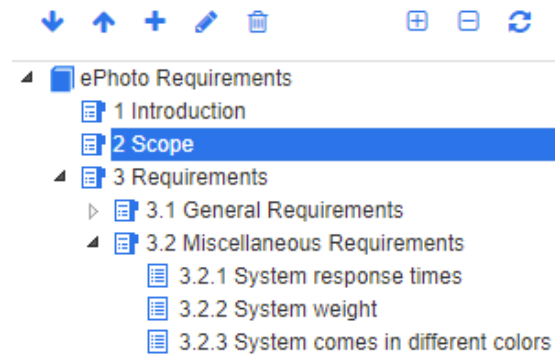 ePhoto Requirements
1 Introduction
2 Scope
3 Requirements
3.1 General Requirements
3.2 Miscellaneous Requirements
3.2.1 System response times
3.2.2 System weight
3.2.3 System comes in different colors